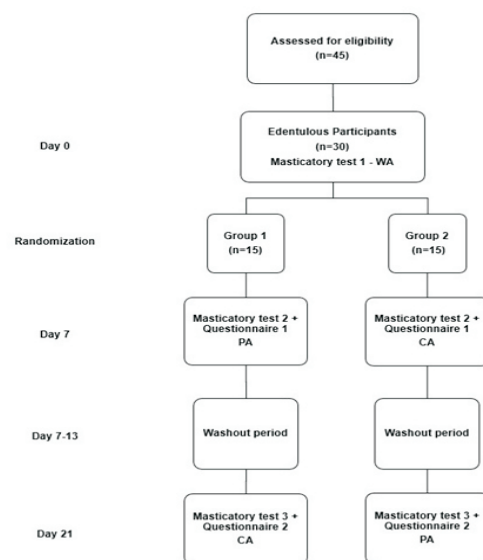 Assessed for eligibility
(n=45)
Day 0
Edentulous Participants
(n=30)
Masticatory test 1 - WA
Randomization
Group 1
(n=15)
Group 2
(n=15)
Day 7
Masticatory test 2 +
Questionnaire 1
PA
Masticatory test 2 +
Questionnaire 1
CA
Day 7-13
Washout period
Washout period
Day 21
Masticatory test 3 +
Questionnaire 2
CA
Masticatory test 3 +
Questionnaire 2
PA